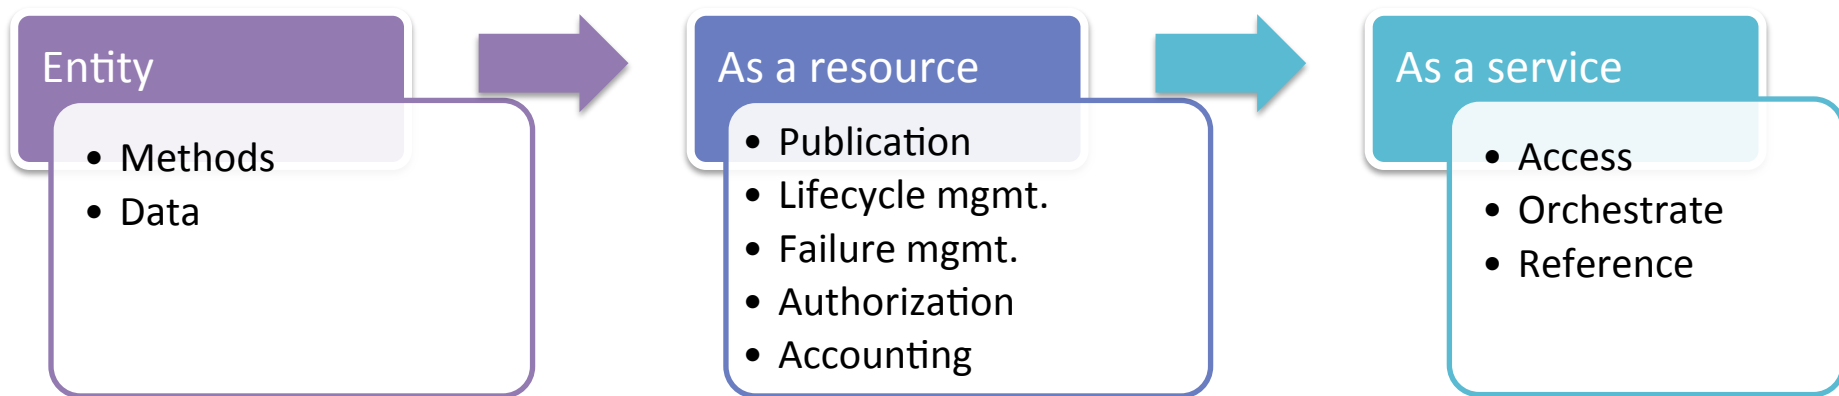 Entity
• Methods
• Data
As a resource
• Publication
• Lifecycle mgmt.
• Failure mgmt.
• Authorization
• Accounting
As a service
• Access
• Orchestrate
• Reference